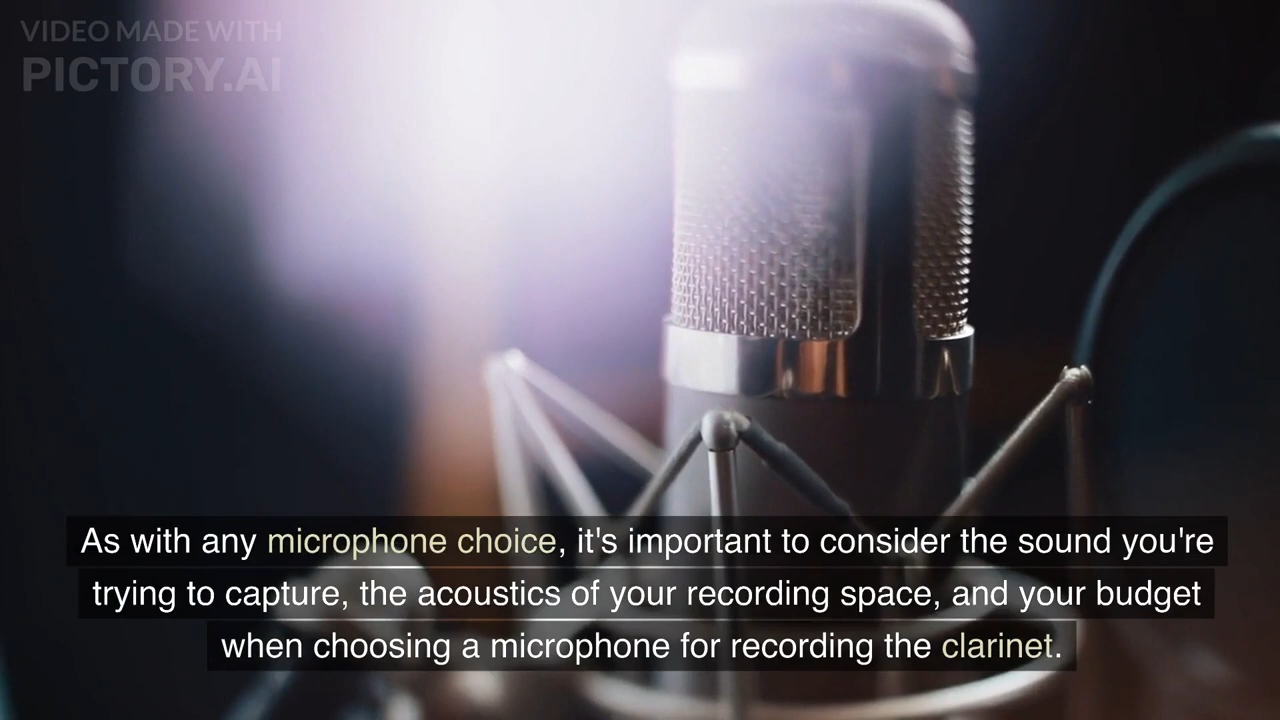 VIDEO MADE WITH
PICTORY.AI
As with any microphone choice, it's important to consider the sound you're
trying to capture, the acoustics of your recording space, and your budget
when choosing a microphone for recording the clarinet.